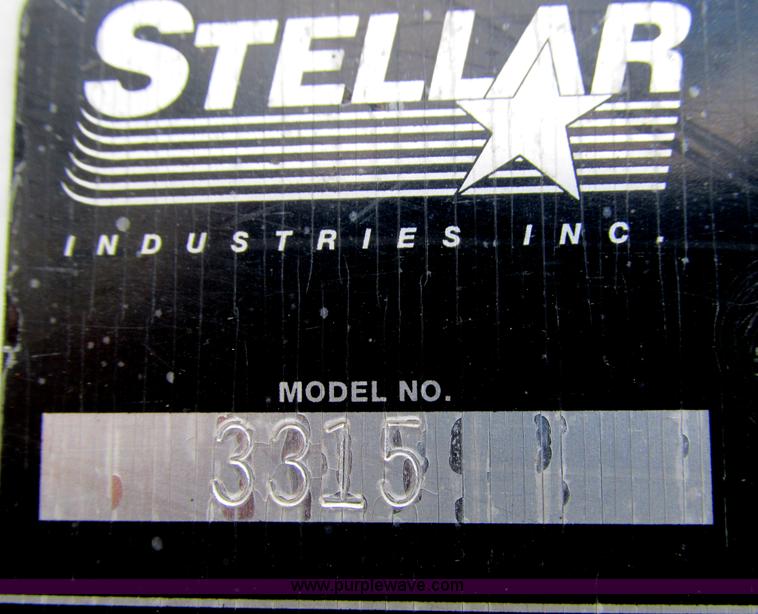 STELLAR
INDUSTRIES INC.
MODEL NO.
3315
www.purplewave.com